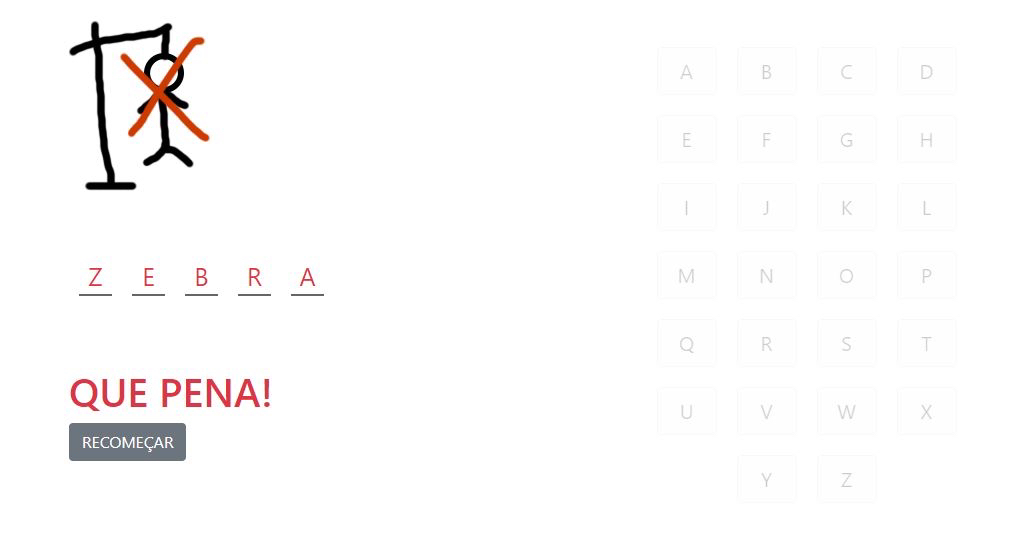 A B C D
E F G H
I J K L
Z E B R A
M N O P
Q R S T
QUE PENA!
U V W X
RECOMEÇAR
Y Z